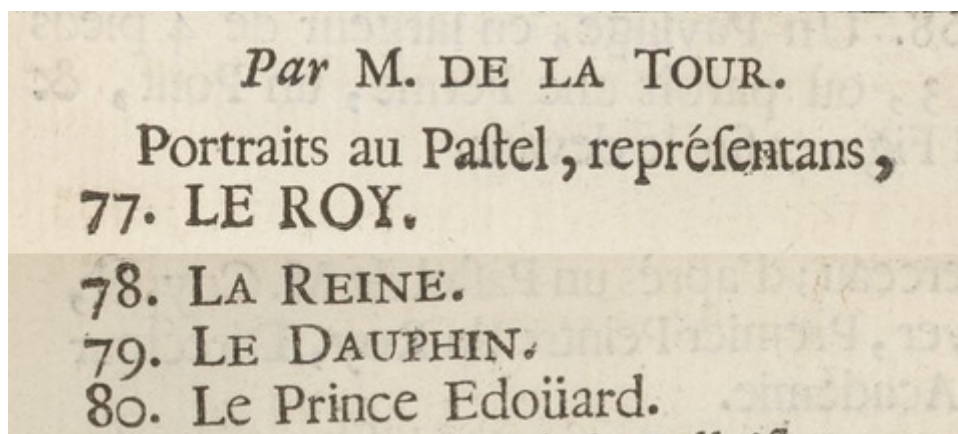 Par M. DE LA TOUR.
Portraits au Paſtel, repréſentans,
77. LE ROY.
78. LA REINE.
79. LE DAUPHIN.
80. Le Prince Edoüard.